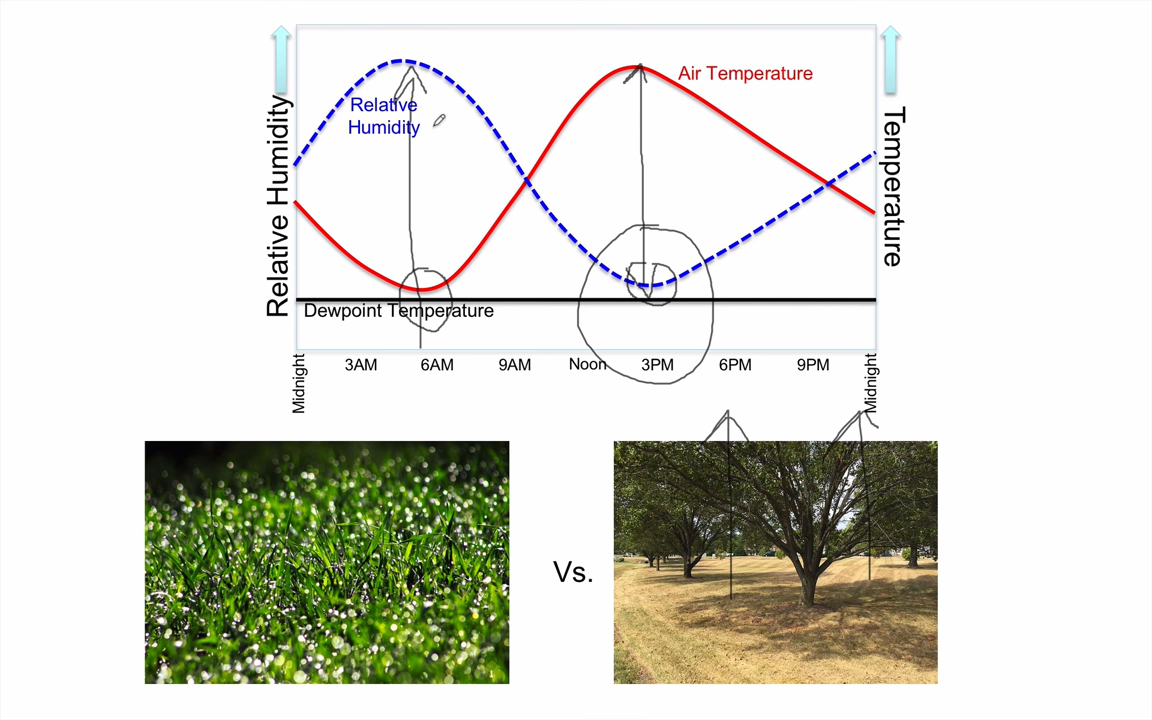 Relative Humidity
Temperature
Air Temperature
Relative
Humidity
Dewpoint Temperature
Midnight
3AM
6AM
9AM
Noon
3PM
6PM
9PM
Midnight
Vs.